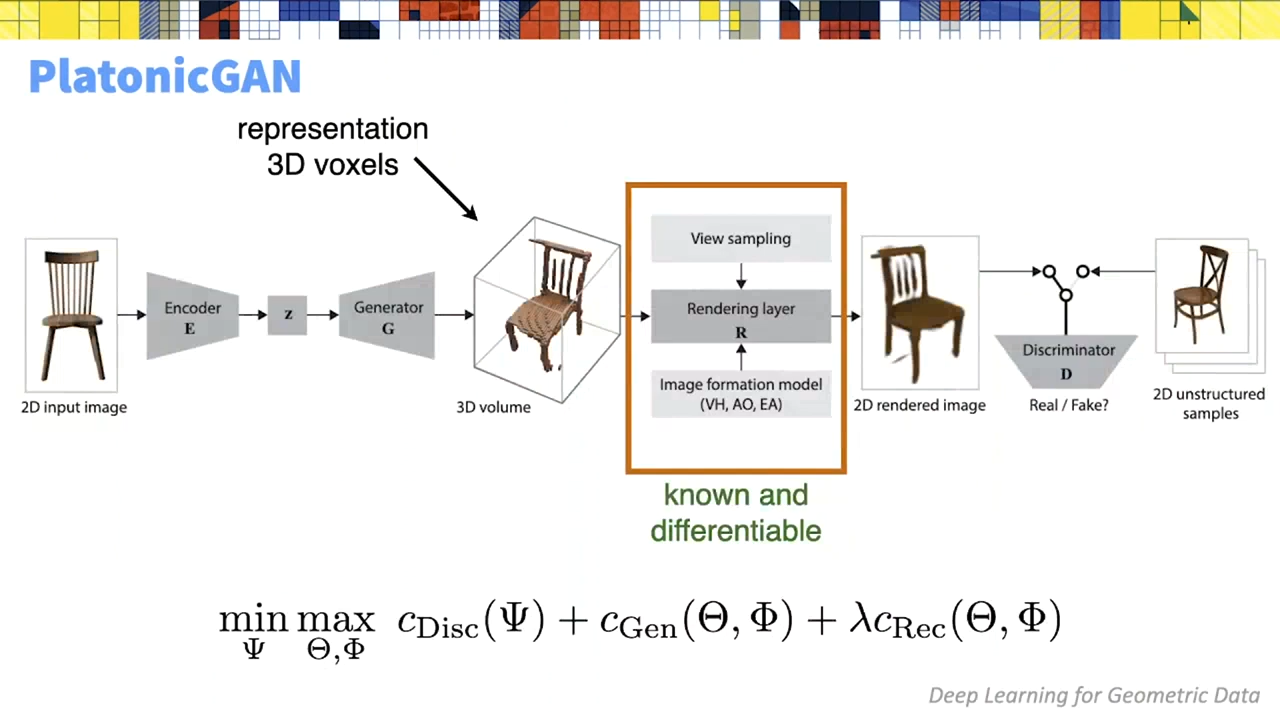 PlatonicGAN
representation
3D voxels
2D input image
Encoder
E
z
Generator
G
3D volume
View sampling
Rendering layer
R
Image formation model
(VH, AO, EA)
known and
differentiable
2D rendered image
Discriminator
D
Real / Fake?
2D unstructured
samples
min max c_Disc(Ψ) + c_Gen(Θ, Φ) + λc_Rec(Θ, Φ)
Ψ Θ,Φ
Deep Learning for Geometric Data